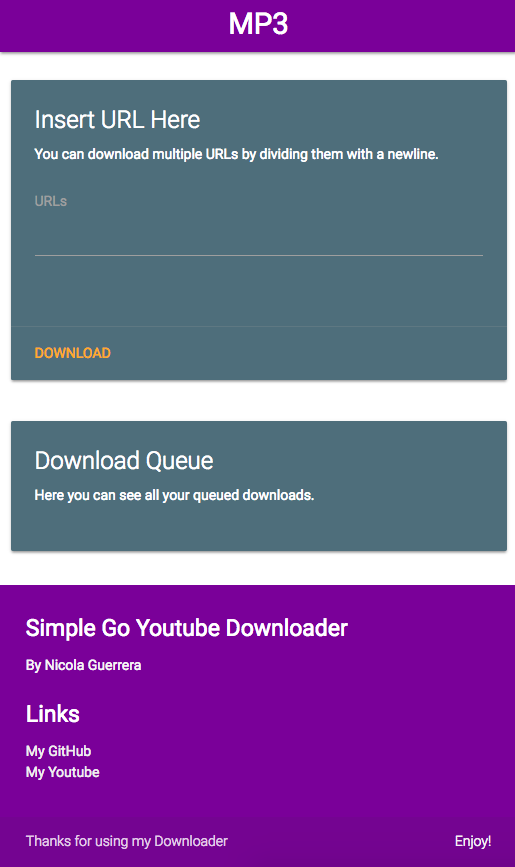 MP3
Insert URL Here
You can download multiple URLs by dividing them with a newline.
URLs
DOWNLOAD
Download Queue
Here you can see all your queued downloads.
Simple Go Youtube Downloader
By Nicola Guerrera
Links
My GitHub
My Youtube
Thanks for using my Downloader
Enjoy!